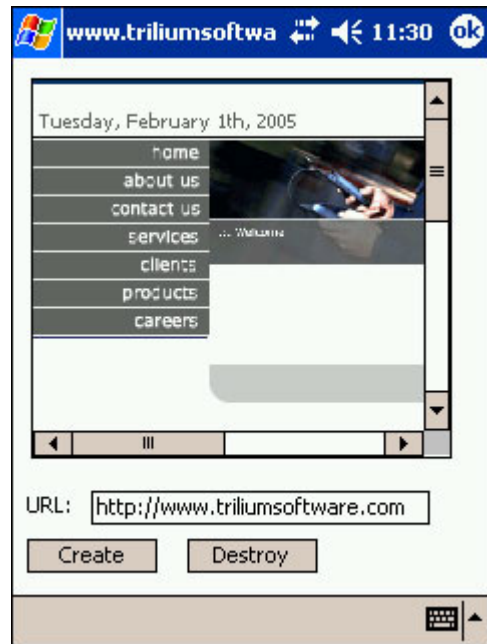 www.triliumsoftwa 11:30 ok
Tuesday, February 1th, 2005
home
about us
contact us
services
... Welcome
clients
products
careers
URL: http://www.triliumsoftware.com
Create Destroy